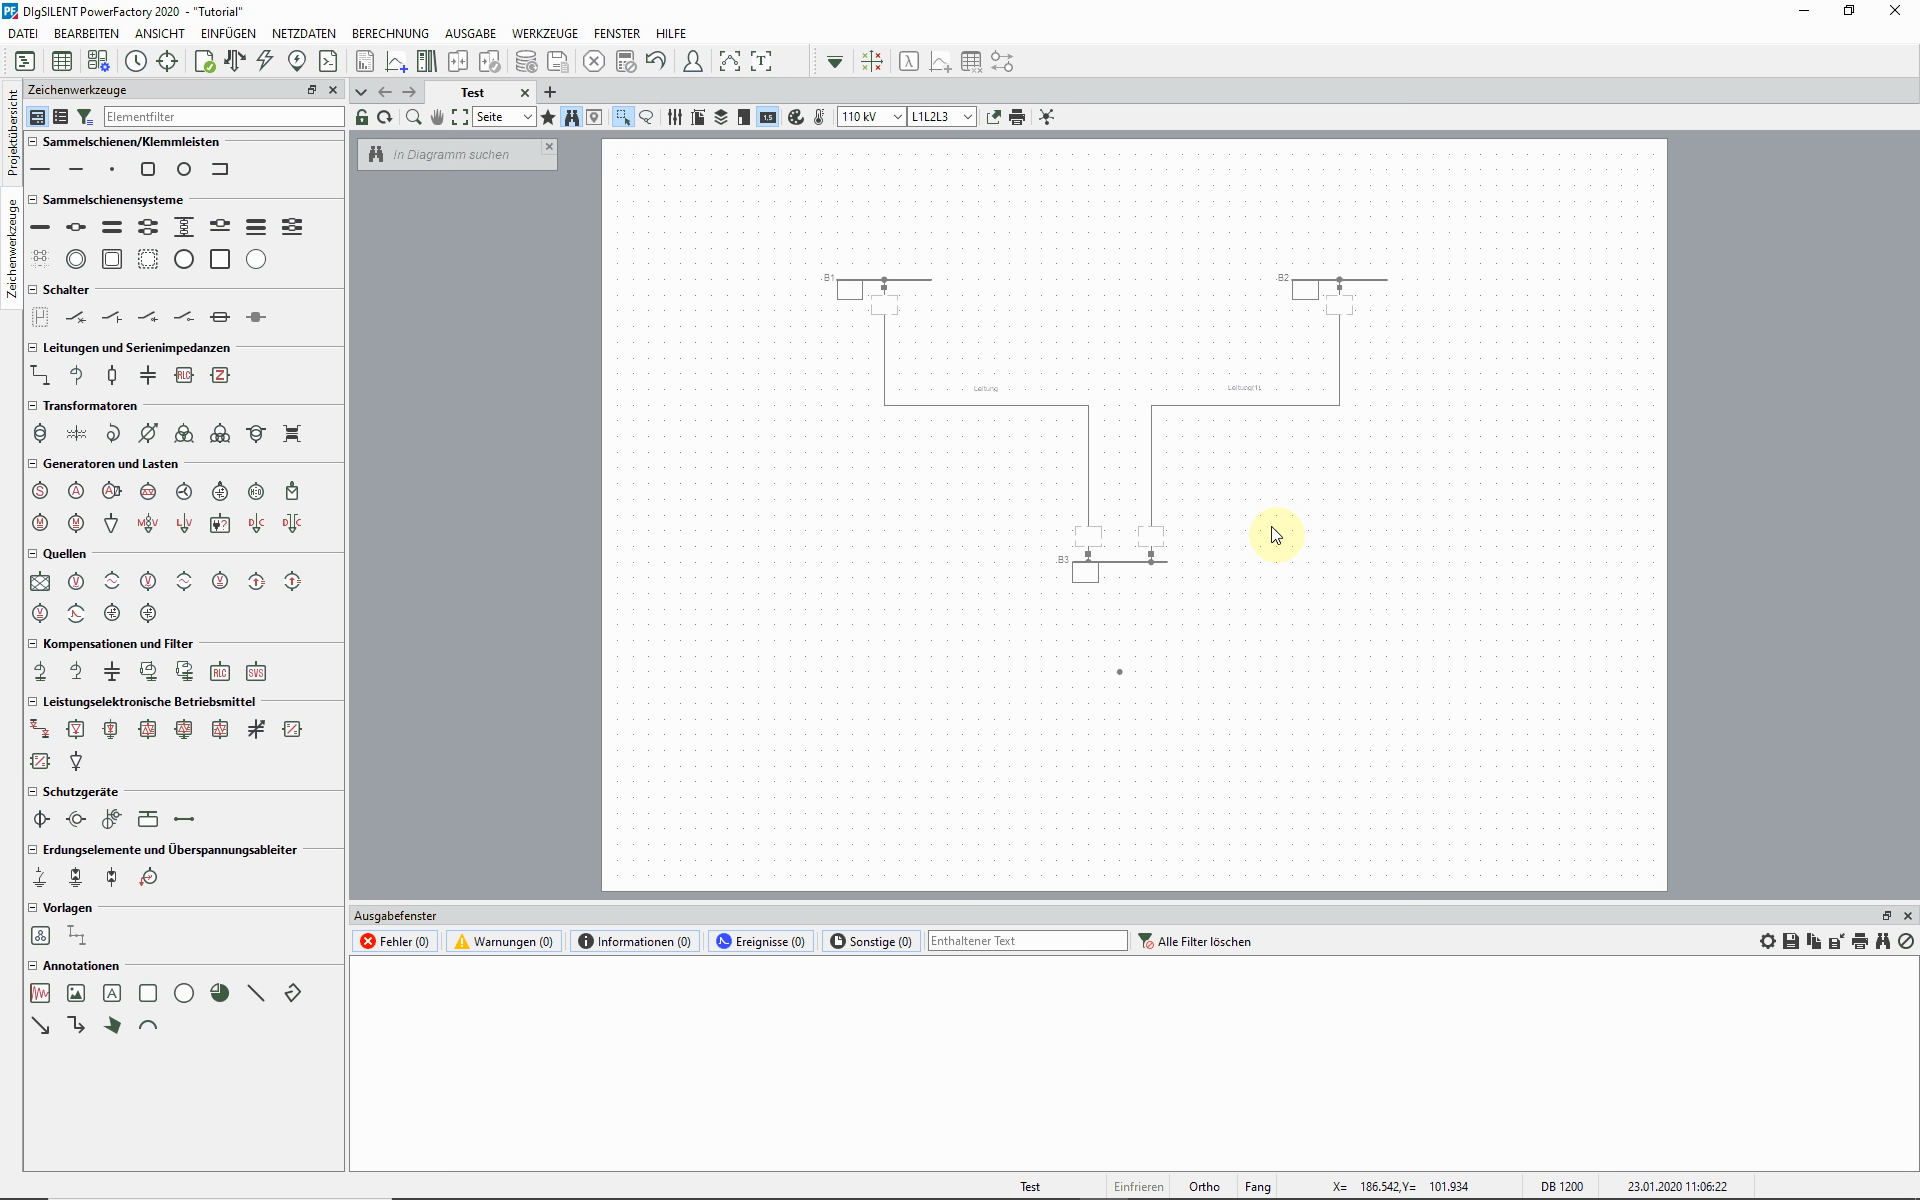 DIgSILENT PowerFactory 2020 - "Tutorial"
DATEI BEARBEITEN ANSICHT EINFÜGEN NETZDATEN BERECHNUNG AUSGABE WERKZEUGE FENSTER HILFE
Zeichenwerkzeuge
Test
Elementfilter
Seite
110 kV
L1L2L3
Projektübersicht
Zeichenwerkzeuge
In Diagramm suchen
Sammelschienen/Klemmleisten
Sammelschienensysteme
Schalter
Leitungen und Serienimpedanzen
Transformatoren
Generatoren und Lasten
Quellen
Kompensationen und Filter
Leistungselektronische Betriebsmittel
Schutzgeräte
Erdungselemente und Überspannungsableiter
Vorlagen
Annotationen
B1
B2
Leitung
Leitung(1)
B3
Ausgabefenster
Fehler (0) Warnungen (0) Informationen (0) Ereignisse (0) Sonstige (0) Enthaltener Text Alle Filter löschen
Test Einfrieren Ortho Fang X= 186.542,Y= 101.934 DB 1200 23.01.2020 11:06:22